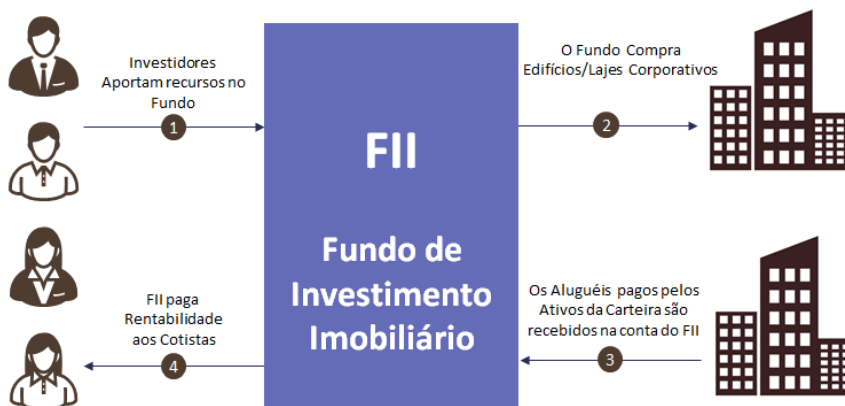 Investidores
Aportam recursos no
Fundo
1
FII
Fundo de
Investimento
Imobiliário
O Fundo Compra
Edifícios/Lajes Corporativos
2
Os Aluguéis pagos pelos
Ativos da Carteira são
recebidos na conta do FII
3
FII paga
Rentabilidade
aos Cotistas
4